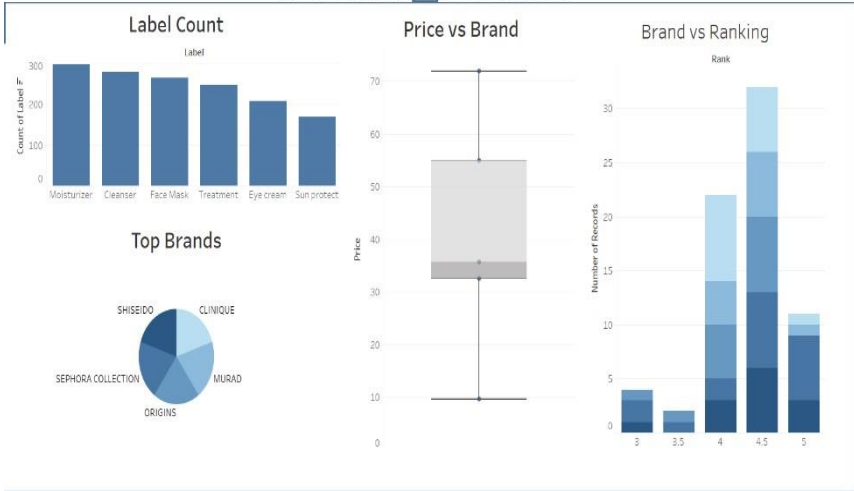 Label Count
Label
Count of Label
300
200
100
0
Moisturizer Cleanser Face Mask Treatment Eye cream Sun protect
Top Brands
SHISEIDO
CLINIQUE
SEPHORA COLLECTION
MURAD
ORIGINS
Price vs Brand
Price
70
60
50
40
30
20
10
0
Brand vs Ranking
Rank
Number of Records
30
25
20
15
10
5
0
3 3.5 4 4.5 5